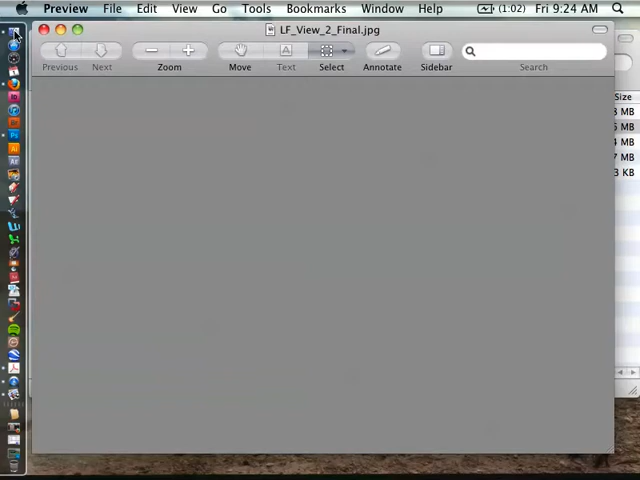 Preview File Edit View Go Tools Bookmarks Window Help (1:02) Fri 9:24 AM
LF_View_2_Final.jpg
Previous Next Zoom Move Text Select Annotate Sidebar Search
Size
MB
MB
MB
MB
KB